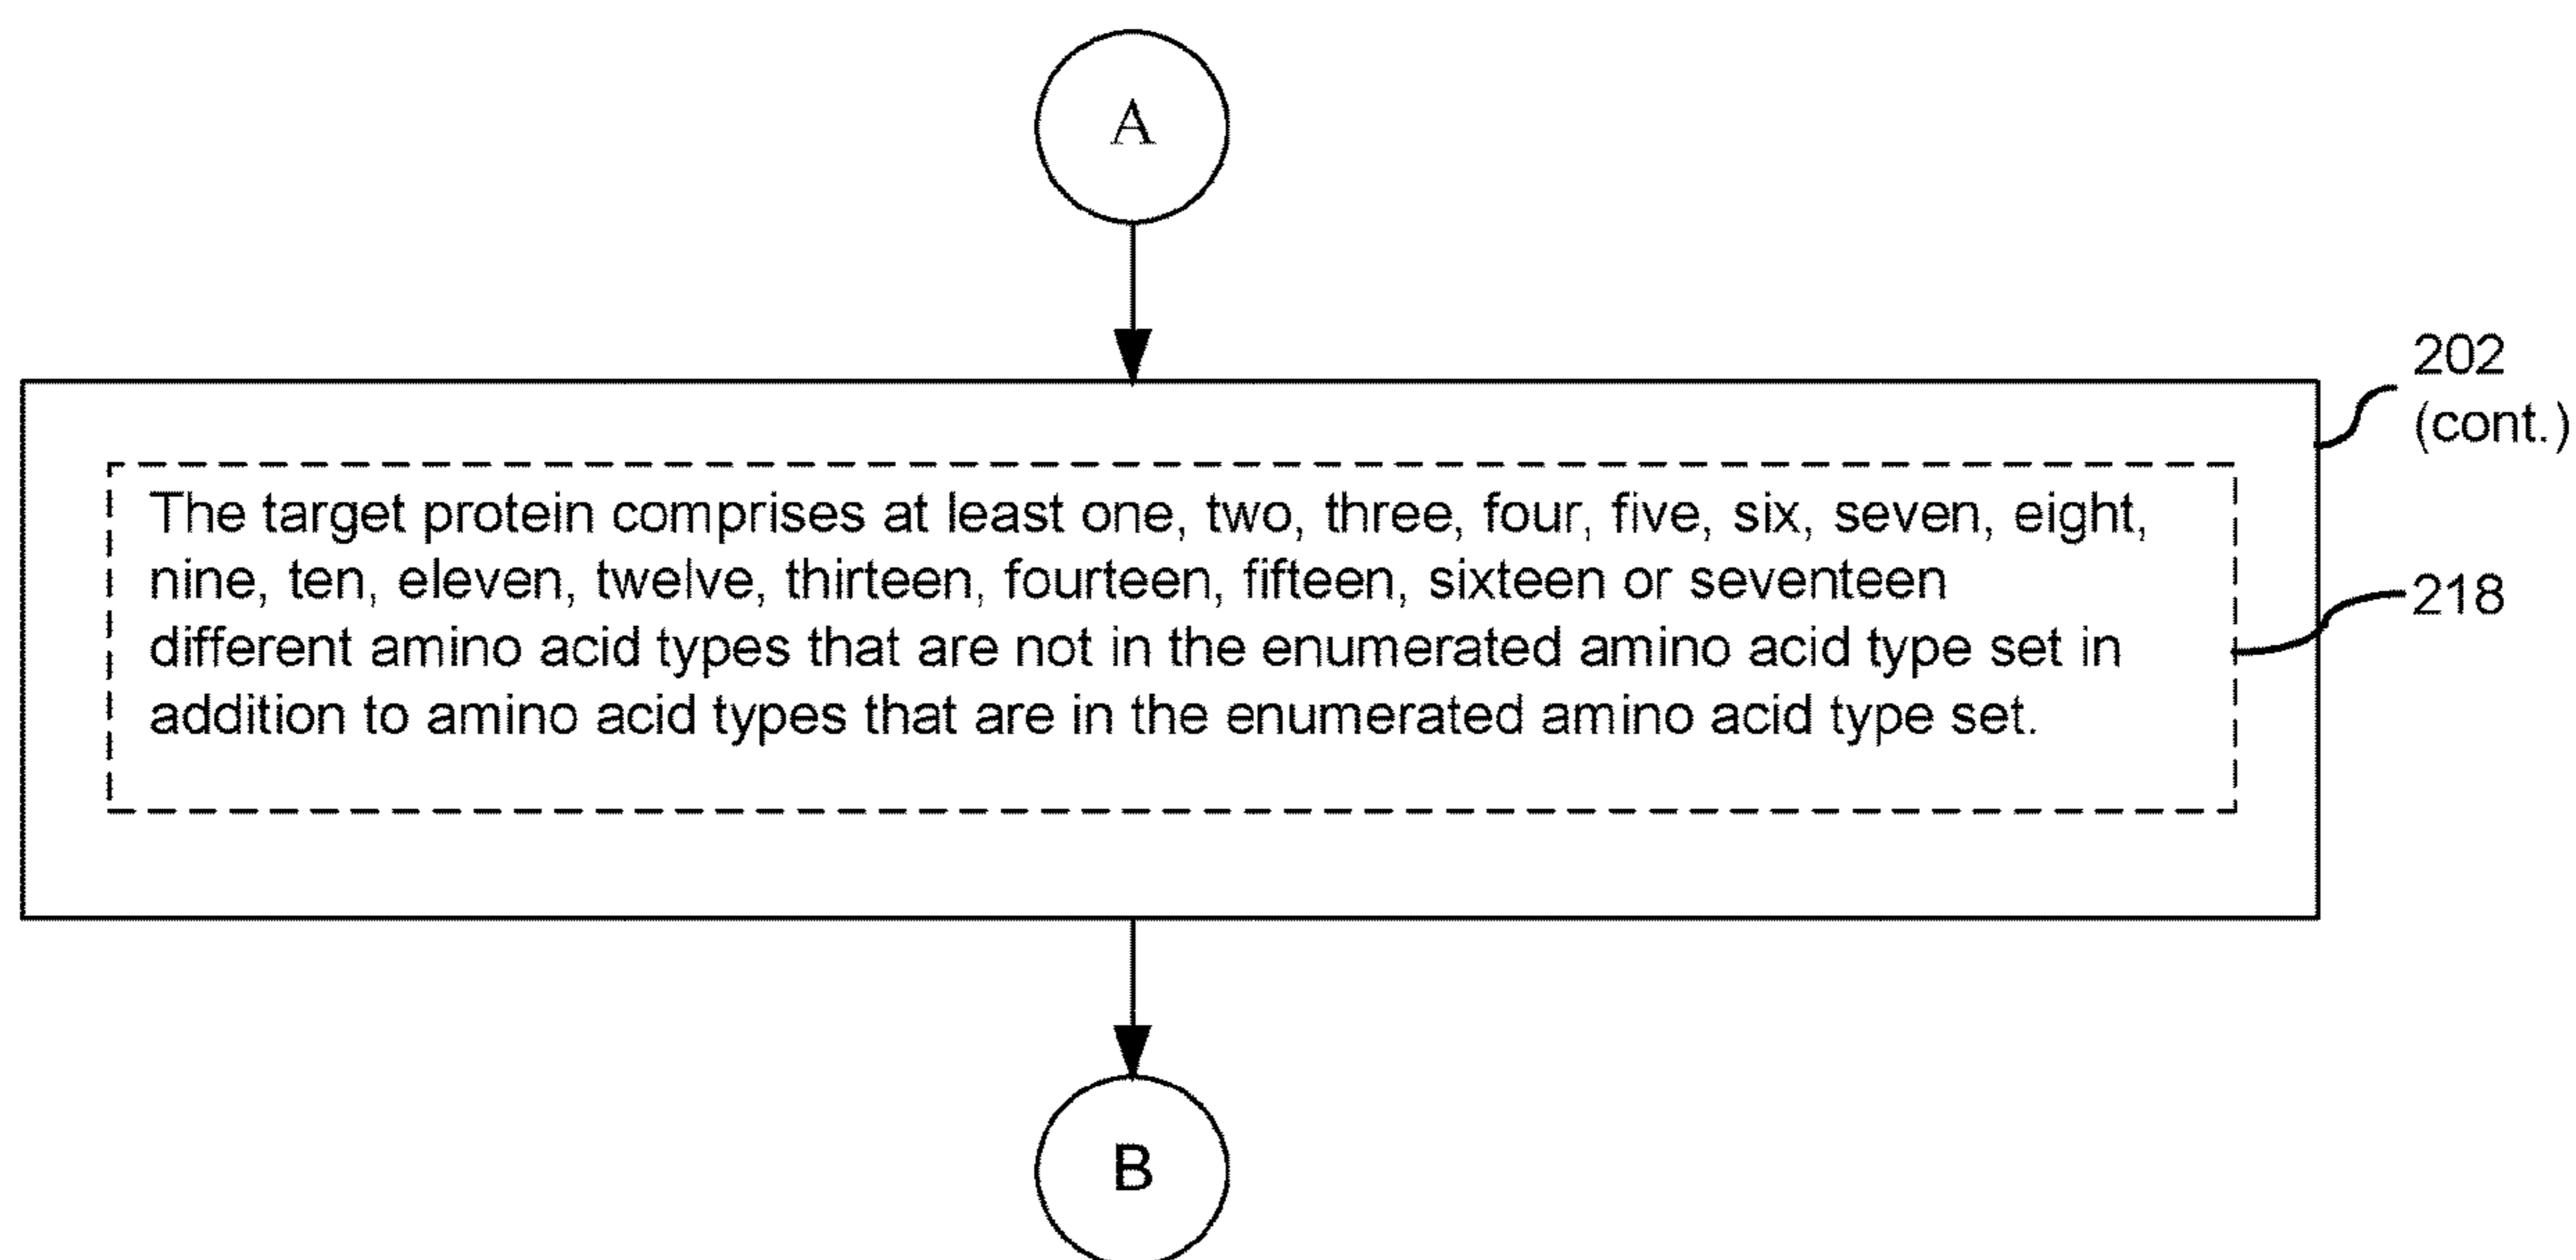 A
202
(cont.)
The target protein comprises at least one, two, three, four, five, six, seven, eight,
nine, ten, eleven, twelve, thirteen, fourteen, fifteen, sixteen or seventeen
218
different amino acid types that are not in the enumerated amino acid type set in
addition to amino acid types that are in the enumerated amino acid type set.
B